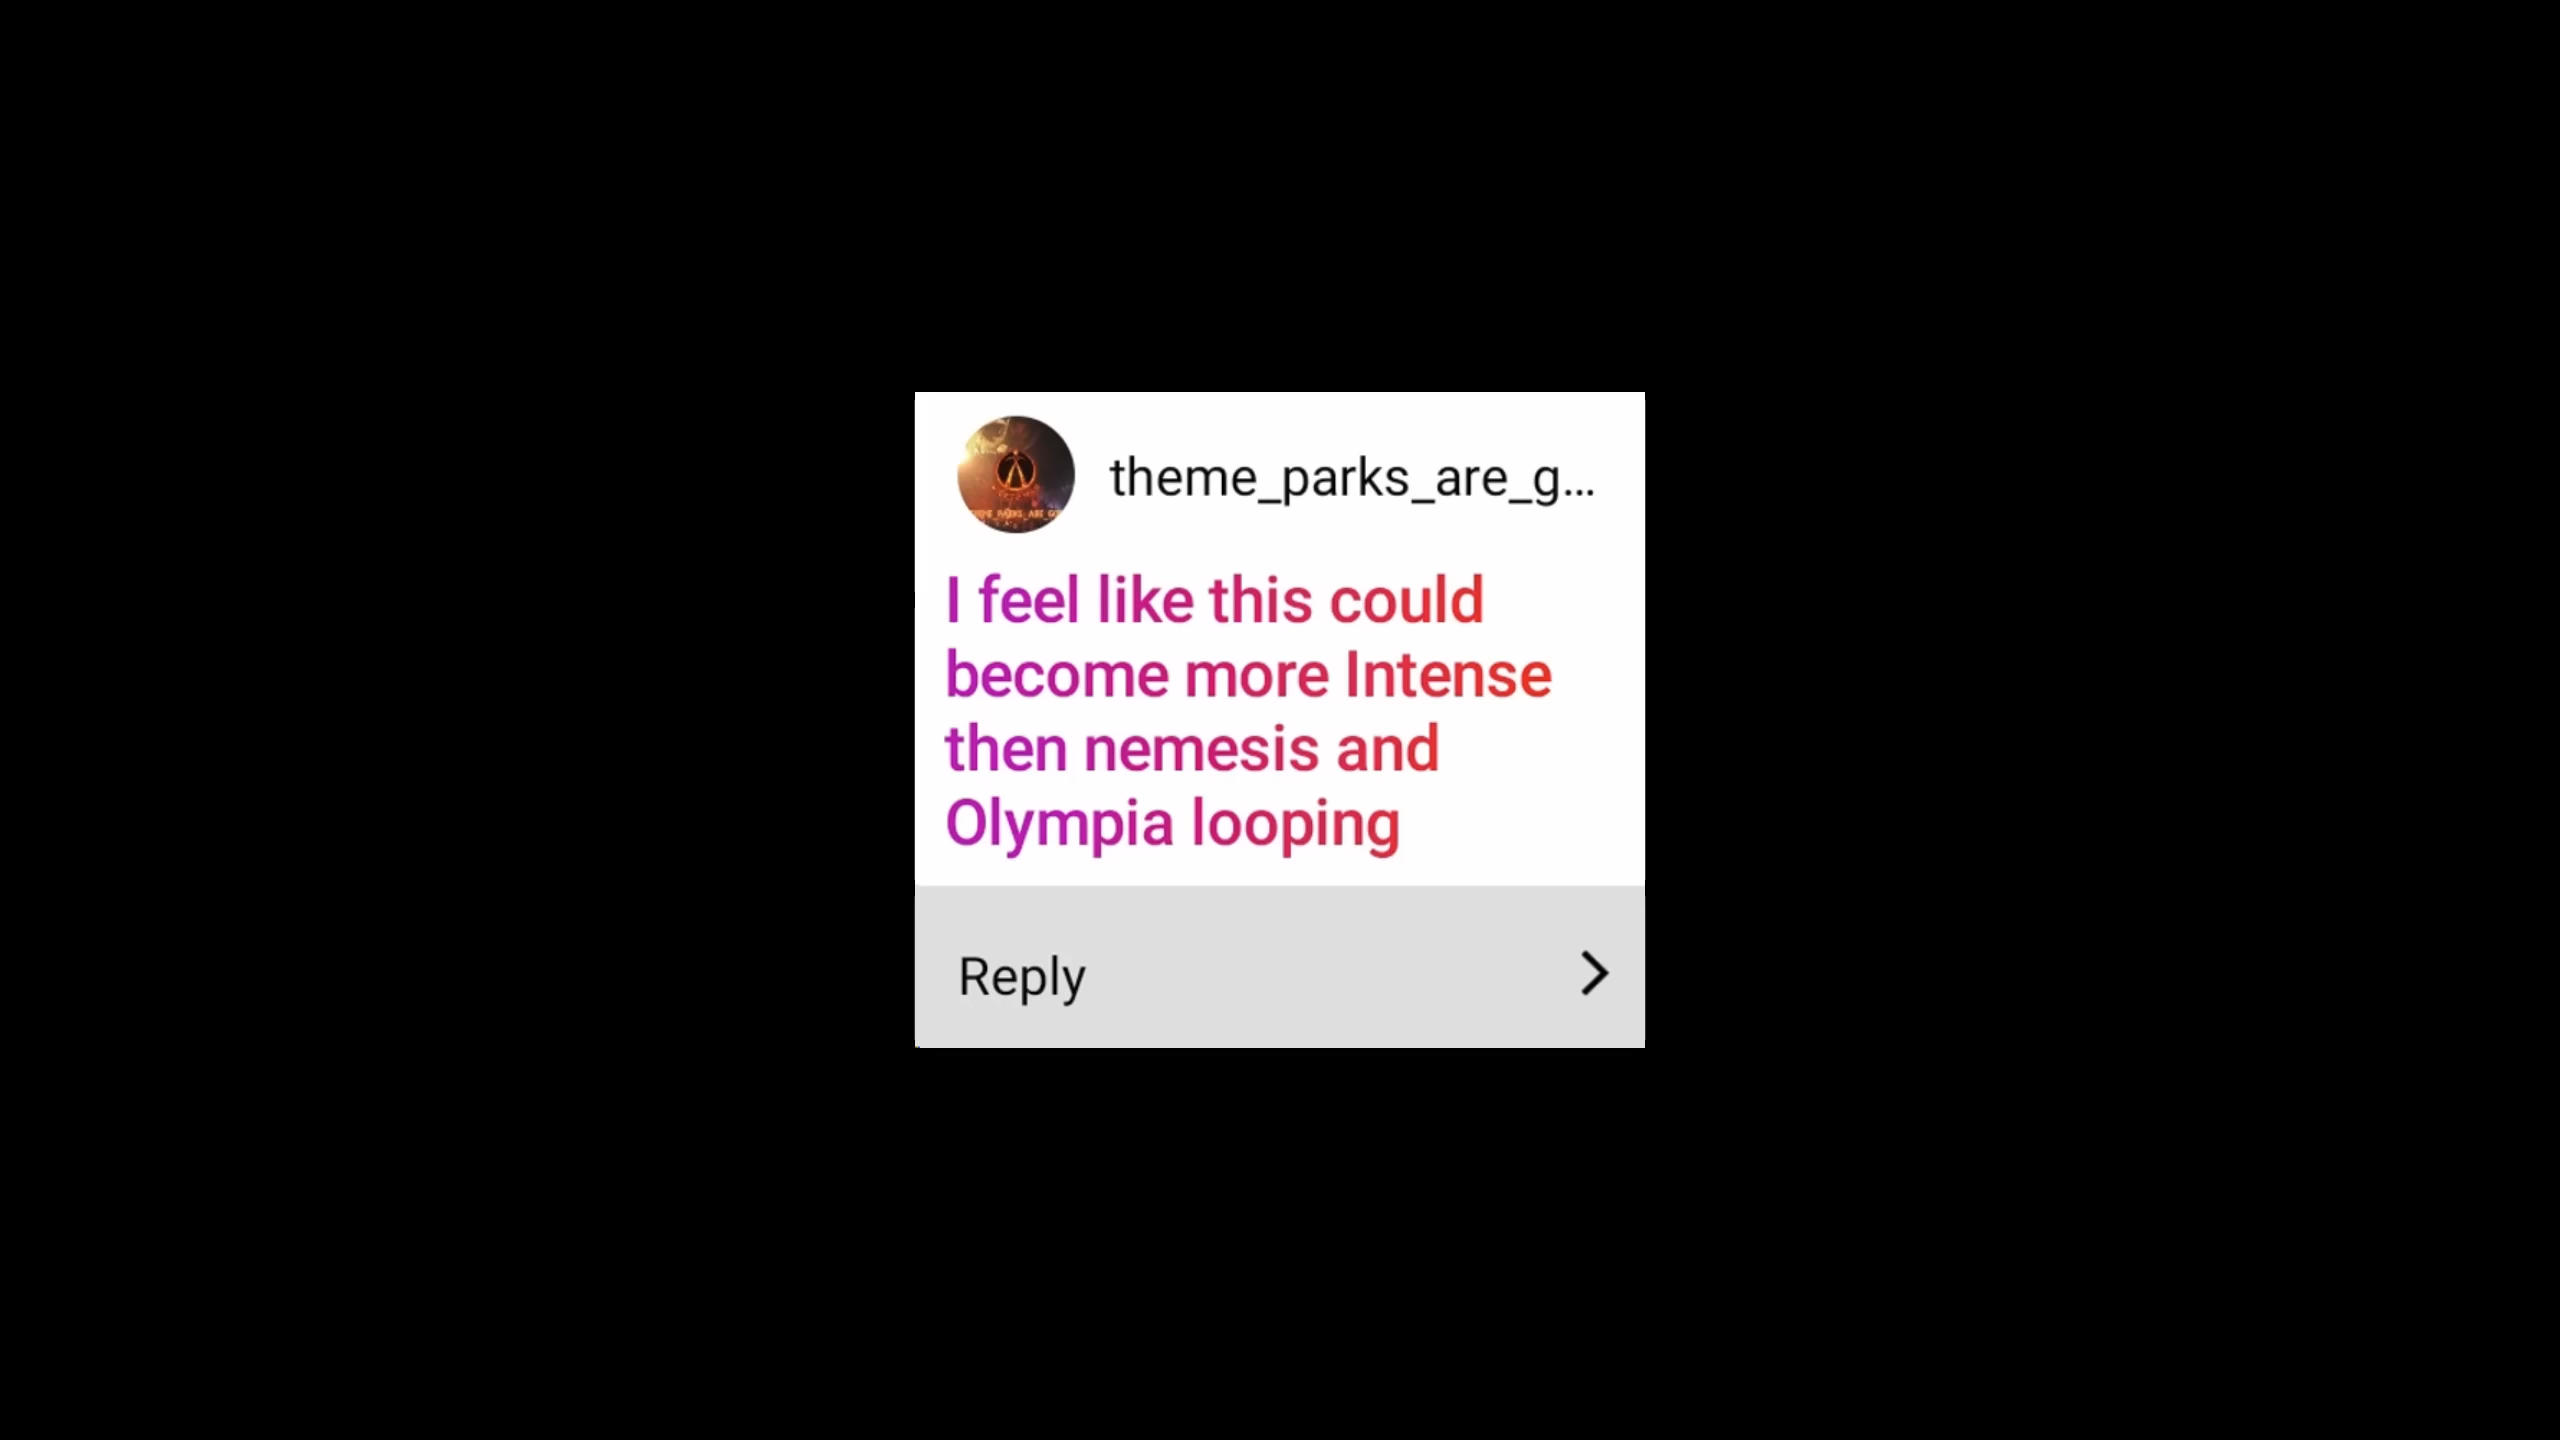 theme_parks_are_g...
I feel like this could
become more Intense
then nemesis and
Olympia looping
Reply